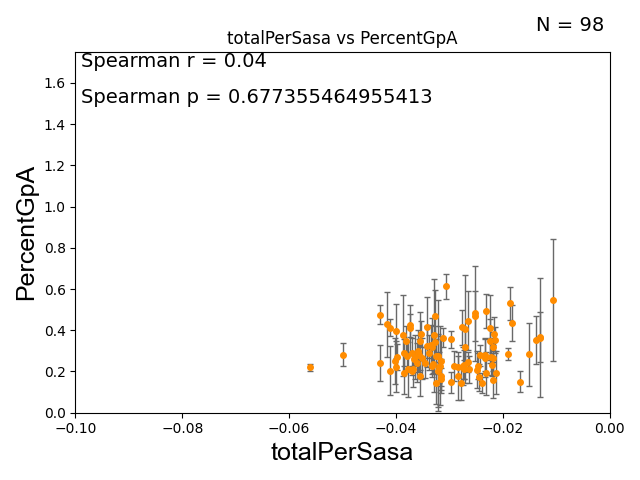 N = 98
totalPerSasa vs PercentGpA
Spearman r = 0.04
Spearman p = 0.677355464955413
PercentGpA
1.6
1.4
1.2
1.0
0.8
0.6
0.4
0.2
0.0
−0.10 −0.08 −0.06 −0.04 −0.02 0.00
totalPerSasa